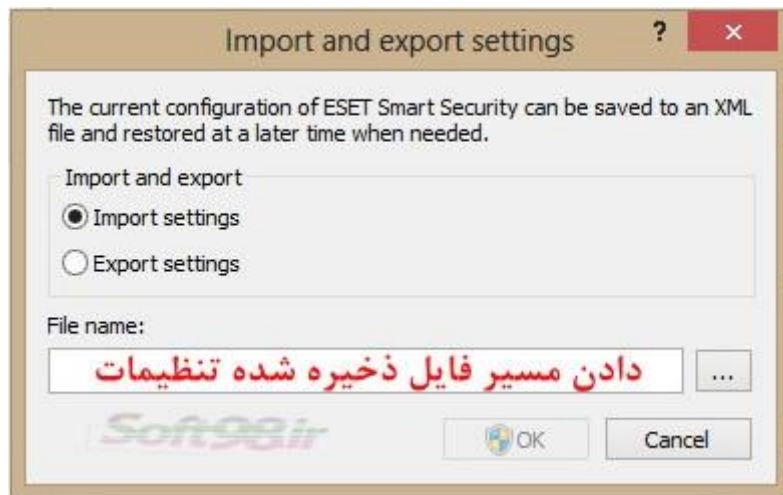 Import and export settings
?
×
The current configuration of ESET Smart Security can be saved to an XML
file and restored at a later time when needed.
Import and export
Import settings
Export settings
File name:
دادن مسیر فایل ذخیره شده تنظیمات
...
Soft98.ir
OK
Cancel